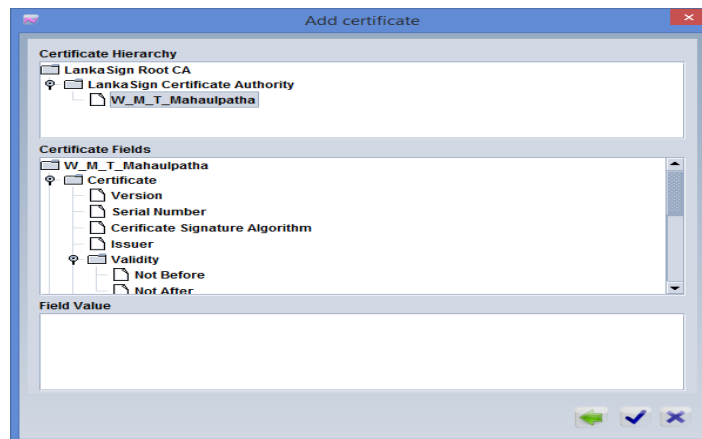 Add certificate
Certificate Hierarchy
LankaSign Root CA
LankaSign Certificate Authority
W_M_T_Mahaulpatha
Certificate Fields
W_M_T_Mahaulpatha
Certificate
Version
Serial Number
Cerificate Signature Algorithm
Issuer
Validity
Not Before
Not After
Field Value